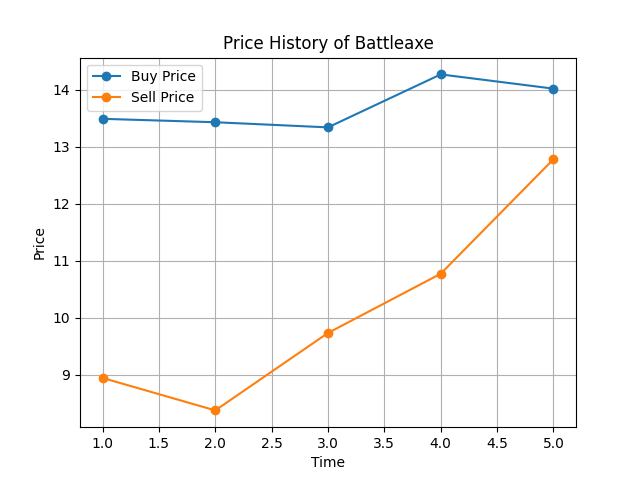 Price History of Battleaxe
Buy Price
Sell Price
14
13
12
11
10
9
Price
1.0 1.5 2.0 2.5 3.0 3.5 4.0 4.5 5.0
Time